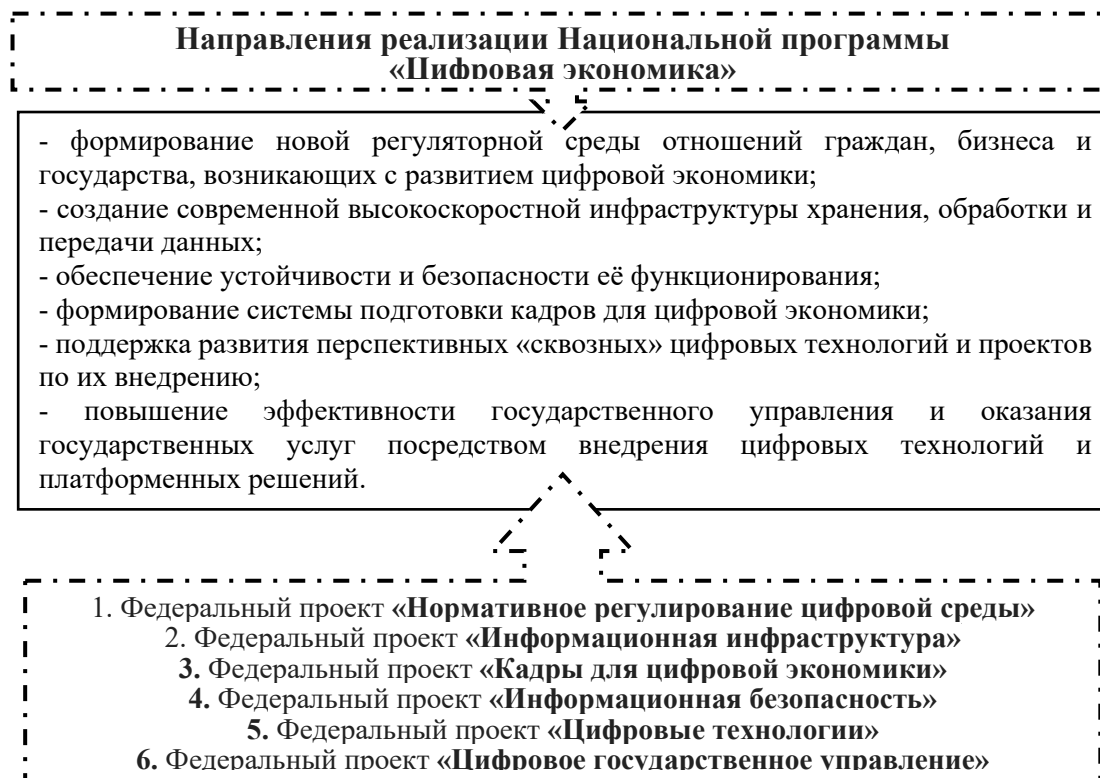 Направления реализации Национальной программы
«Цифровая экономика»
- формирование новой регуляторной среды отношений граждан, бизнеса и
государства, возникающих с развитием цифровой экономики;
- создание современной высокоскоростной инфраструктуры хранения, обработки и
передачи данных;
- обеспечение устойчивости и безопасности её функционирования;
- формирование системы подготовки кадров для цифровой экономики;
- поддержка развития перспективных «сквозных» цифровых технологий и проектов
по их внедрению;
- повышение эффективности государственного управления и оказания
государственных услуг посредством внедрения цифровых технологий и
платформенных решений.
1. Федеральный проект «Нормативное регулирование цифровой среды»
2. Федеральный проект «Информационная инфраструктура»
3. Федеральный проект «Кадры для цифровой экономики»
4. Федеральный проект «Информационная безопасность»
5. Федеральный проект «Цифровые технологии»
6. Федеральный проект «Цифровое государственное управление»